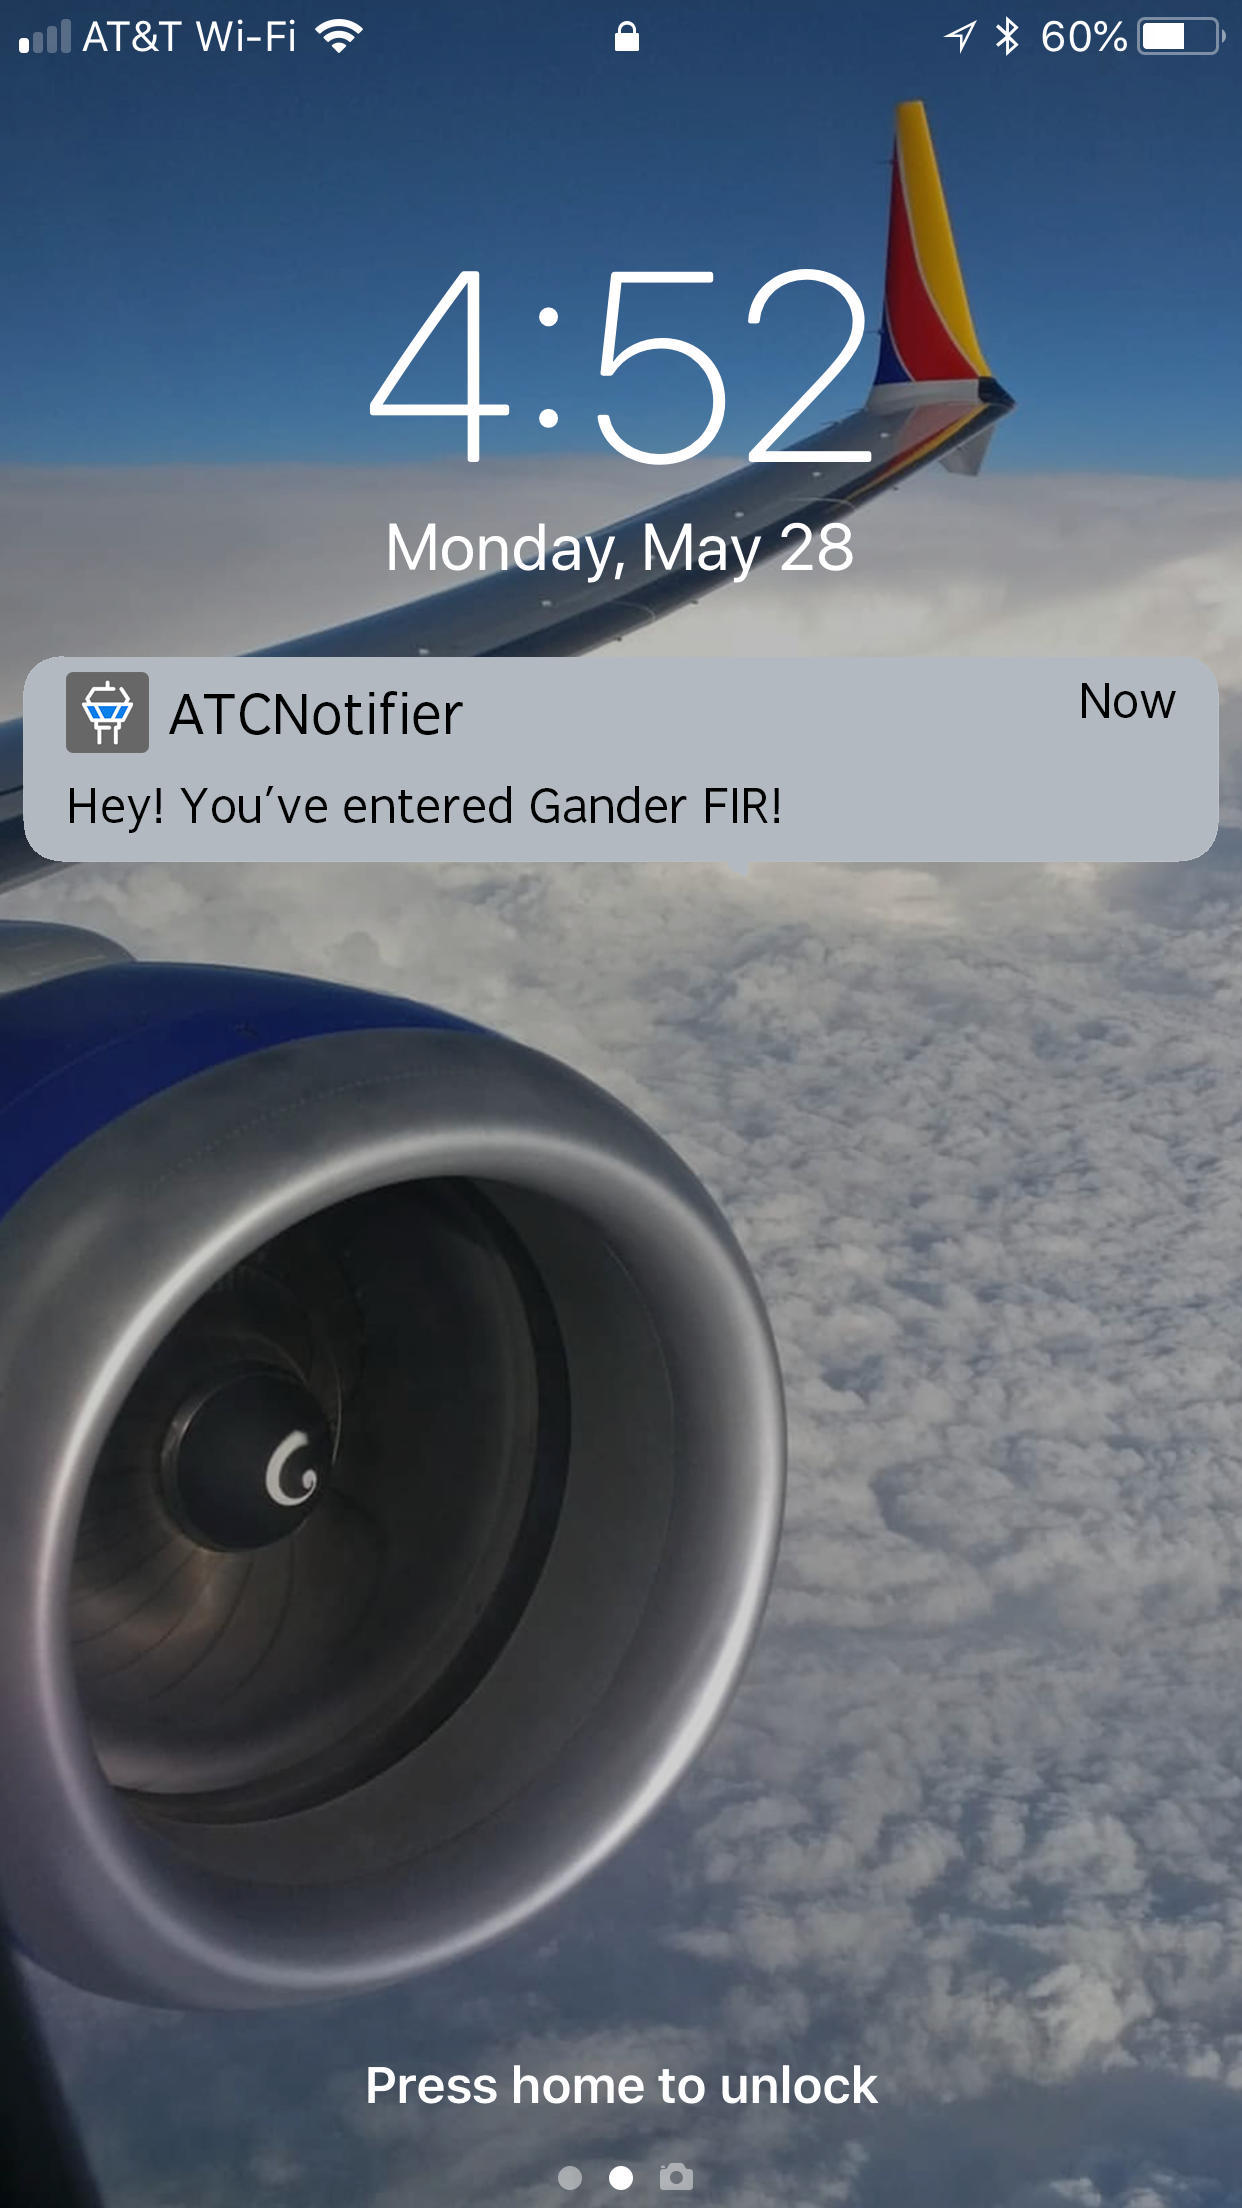 AT&T Wi-Fi 60%
4:52
Monday, May 28
ATCNotifier Now
Hey! You've entered Gander FIR!
Press home to unlock